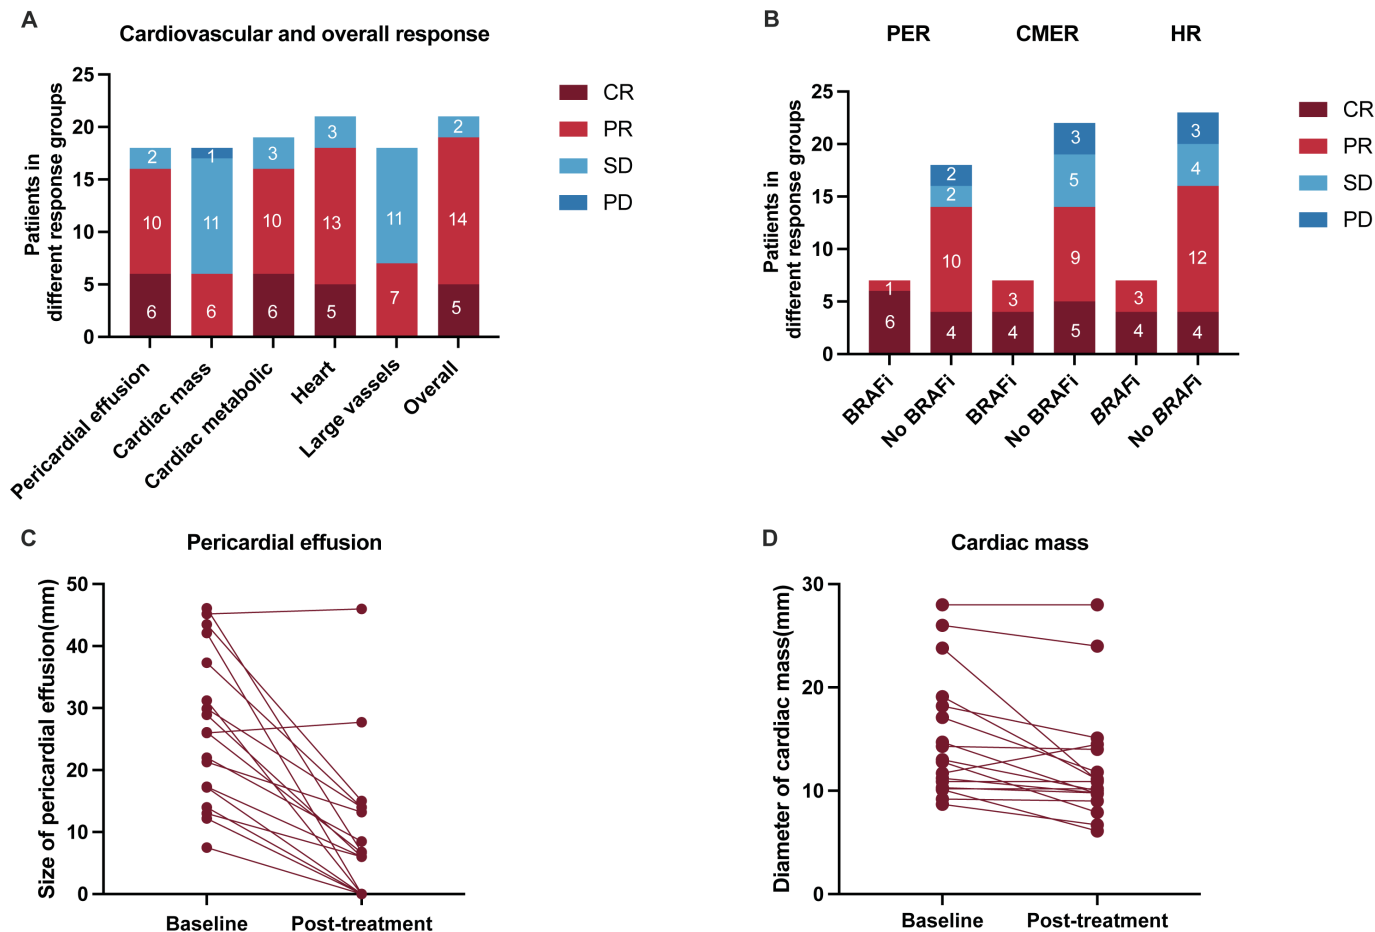 A
Cardiovascular and overall response
Patiients in
different response groups
25
20
15
10
5
0
2
10
6
1
11
6
3
10
6
3
13
5
11
7
2
14
5
Pericardial effusion
Cardiac mass
Cardiac metabolic
Heart
Large vessels
Overall
CR
PR
SD
PD
B
PER
CMER
HR
Patiients in
different response groups
25
20
15
10
5
0
1
6
2
2
10
4
3
4
3
5
9
5
3
4
3
4
12
4
BRAFi
No BRAFi
BRAFi
No BRAFi
BRAFi
No BRAFi
CR
PR
SD
PD
C
Pericardial effusion
Size of pericardial effusion(mm)
50
40
30
20
10
0
Baseline
Post-treatment
D
Cardiac mass
Diameter of cardiac mass(mm)
30
20
10
0
Baseline
Post-treatment